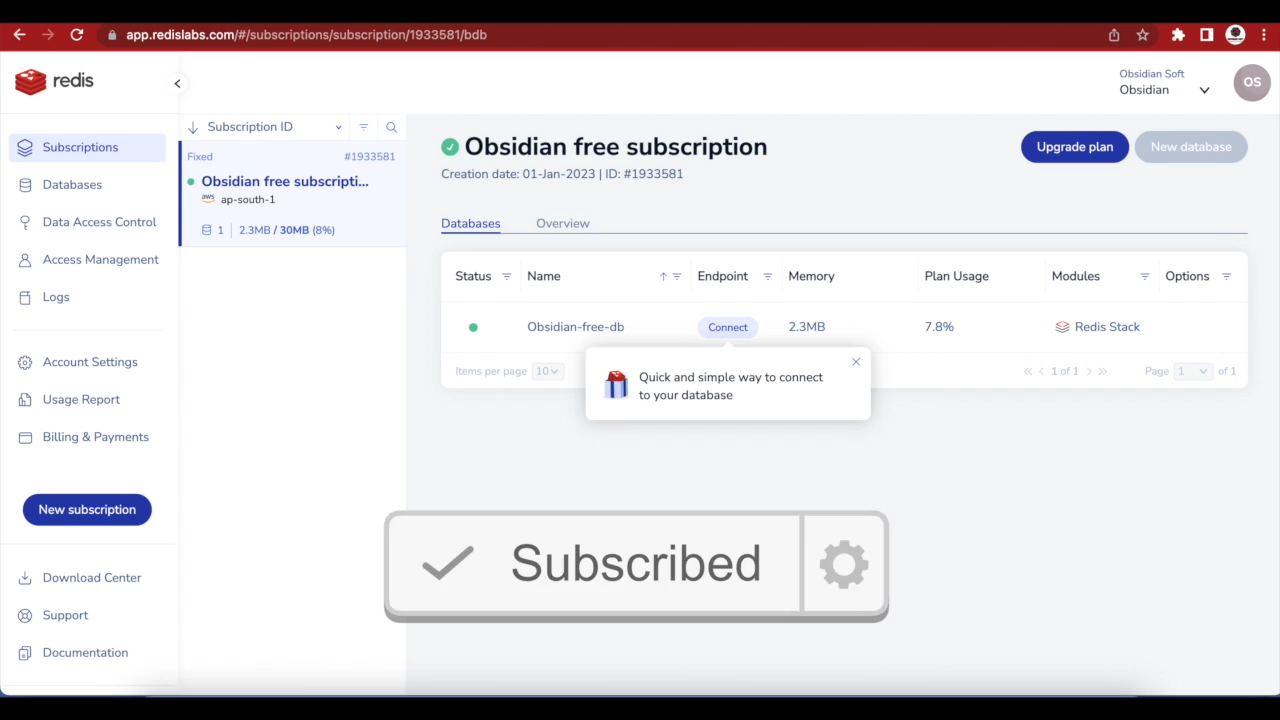 app.redislabs.com/#/subscriptions/subscription/1933581/bdb
redis
Obsidian Soft
Obsidian
OS
Subscriptions
Databases
Data Access Control
Access Management
Logs
Account Settings
Usage Report
Billing & Payments
New subscription
Download Center
Support
Documentation
Subscription ID
Fixed #1933581
Obsidian free subscripti...
aws ap-south-1
1 2.3MB / 30MB (8%)
Obsidian free subscription
Creation date: 01-Jan-2023 | ID: #1933581
Upgrade plan
New database
Databases Overview
Status Name Endpoint Memory Plan Usage Modules Options
Obsidian-free-db Connect 2.3MB 7.8% Redis Stack
Items per page 10 1 of 1 Page 1 of 1
Quick and simple way to connect
to your database
Subscribed